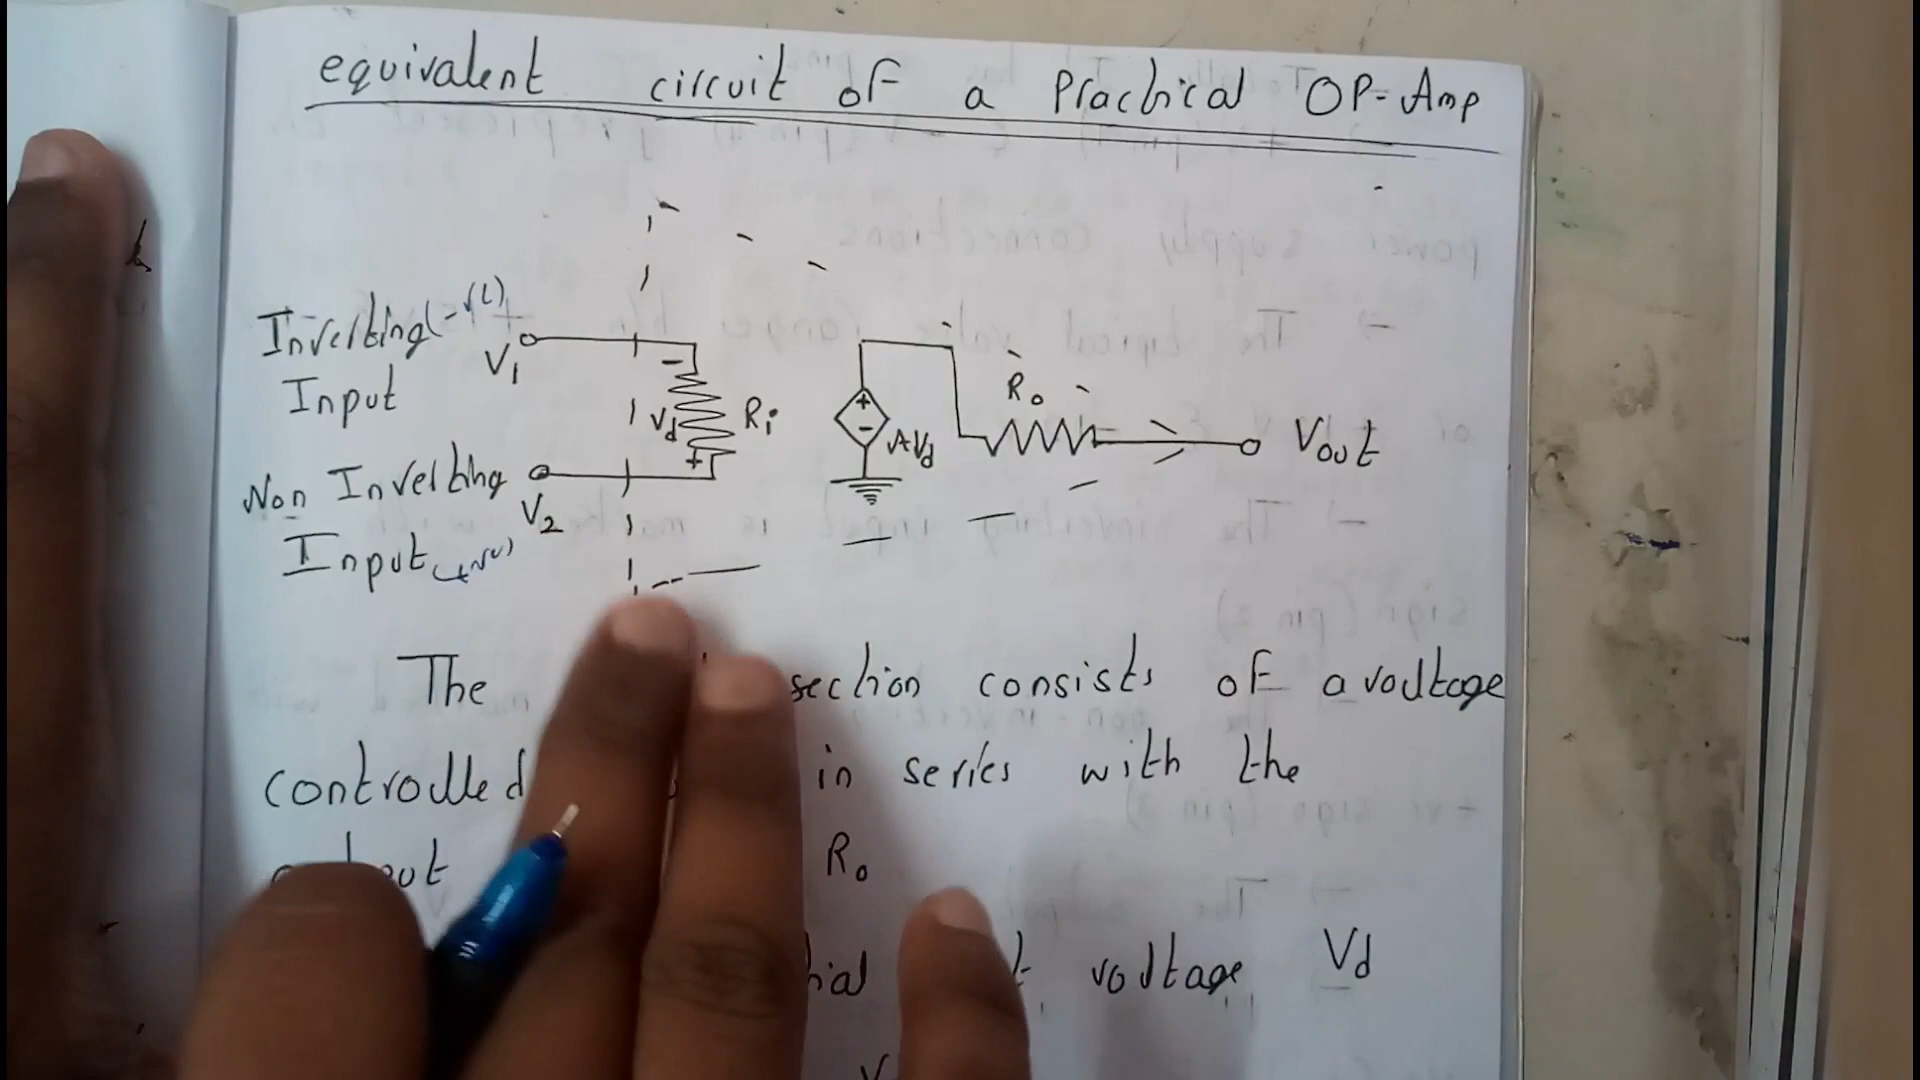 equivalent circuit of a Practical OP-Amp
Inverting (-ve)
Input
V1
- Vd + Ri
Non Inverting
V2
Input (+ve)
+ - AVd
Ro
Vout
The section consists of a voltage
controlled in series with the
Ro
voltage Vd